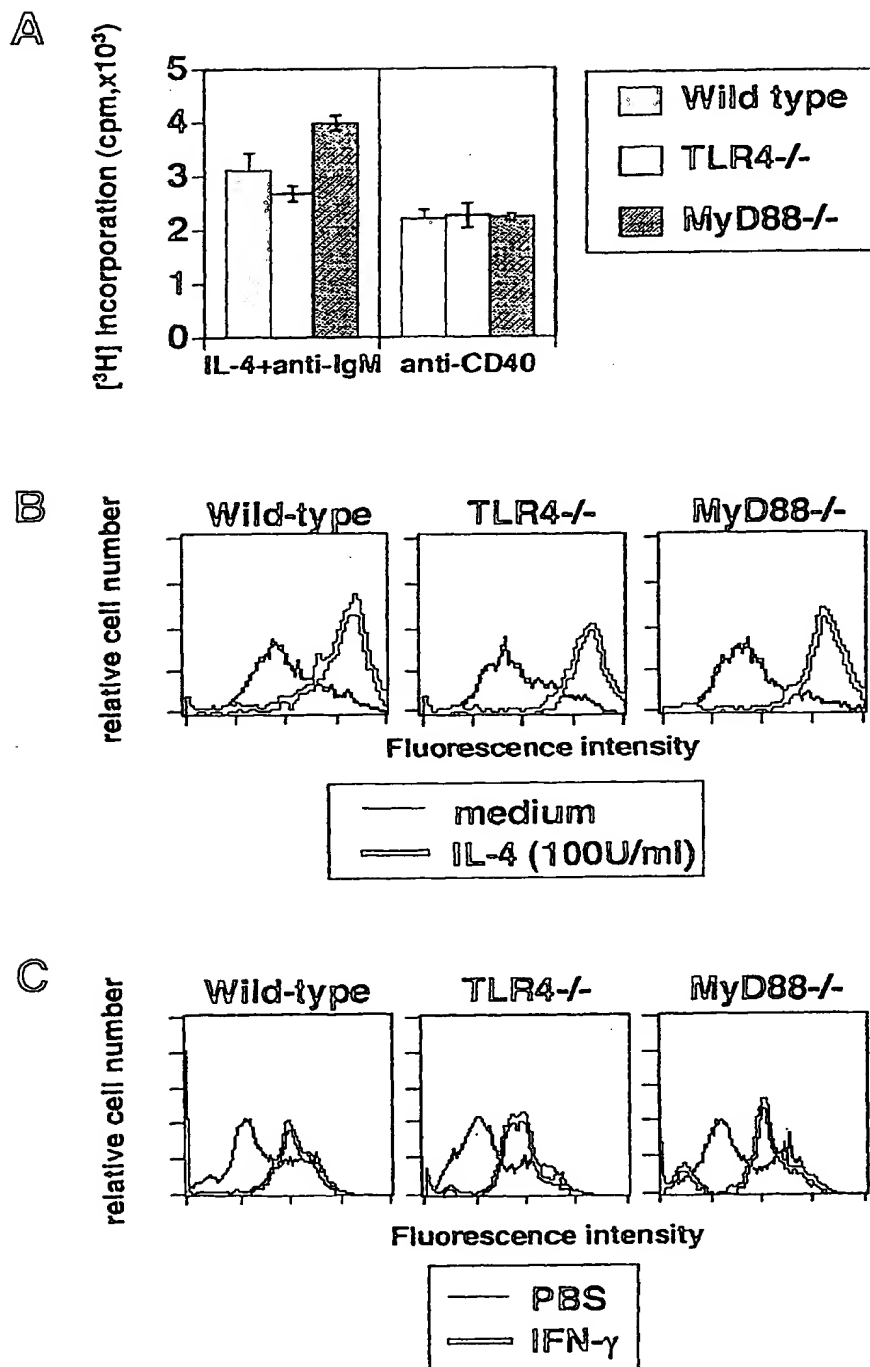 A
[³H] Incorporation (cpm,x10³)
5
4
3
2
1
0
IL-4+anti-IgM
anti-CD40
Wild type
TLR4-/-
MyD88-/-
B
relative cell number
Wild-type
TLR4-/-
MyD88-/-
Fluorescence intensity
medium
IL-4 (100U/ml)
C
relative cell number
Wild-type
TLR4-/-
MyD88-/-
Fluorescence intensity
PBS
IFN-γ